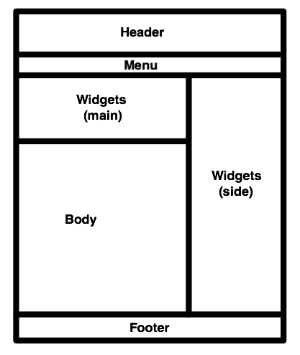 Header
Menu
Widgets
(main)
Widgets
(side)
Body
Footer